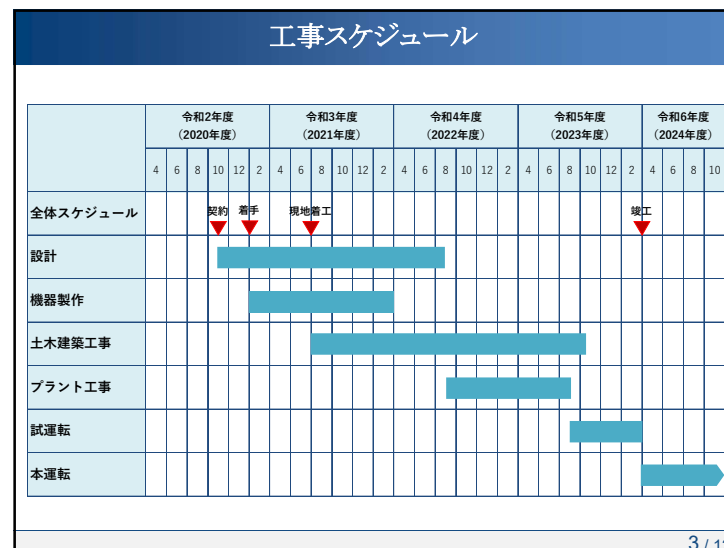 工事スケジュール
令和2年度 令和3年度 令和4年度 令和5年度 令和6年度
（2020年度） （2021年度） （2022年度） （2023年度） （2024年度）
4 6 8 10 12 2 4 6 8 10 12 2 4 6 8 10 12 2 4 6 8 10 12 2 4 6 8 10
全体スケジュール 契約 着手 現地着工 竣工
設計
機器製作
土木建築工事
プラント工事
試運転
本運転
3 /